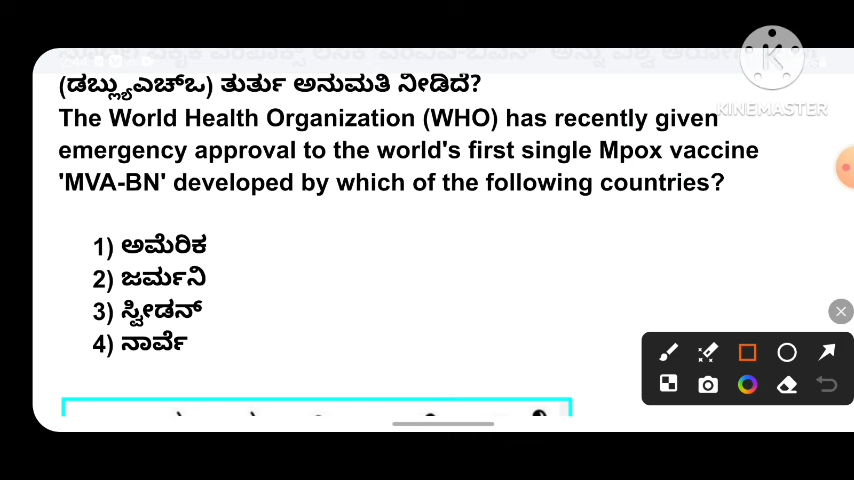 (ಡಬ್ಲ್ಯುಎಚ್ಒ) ತುರ್ತು ಅನುಮತಿ ನೀಡಿದೆ?
The World Health Organization (WHO) has recently given
emergency approval to the world's first single Mpox vaccine
'MVA-BN' developed by which of the following countries?
1) ಅಮೆರಿಕ
2) ಜರ್ಮನಿ
3) ಸ್ವೀಡನ್
4) ನಾರ್ವೆ
K
KINEMASTER